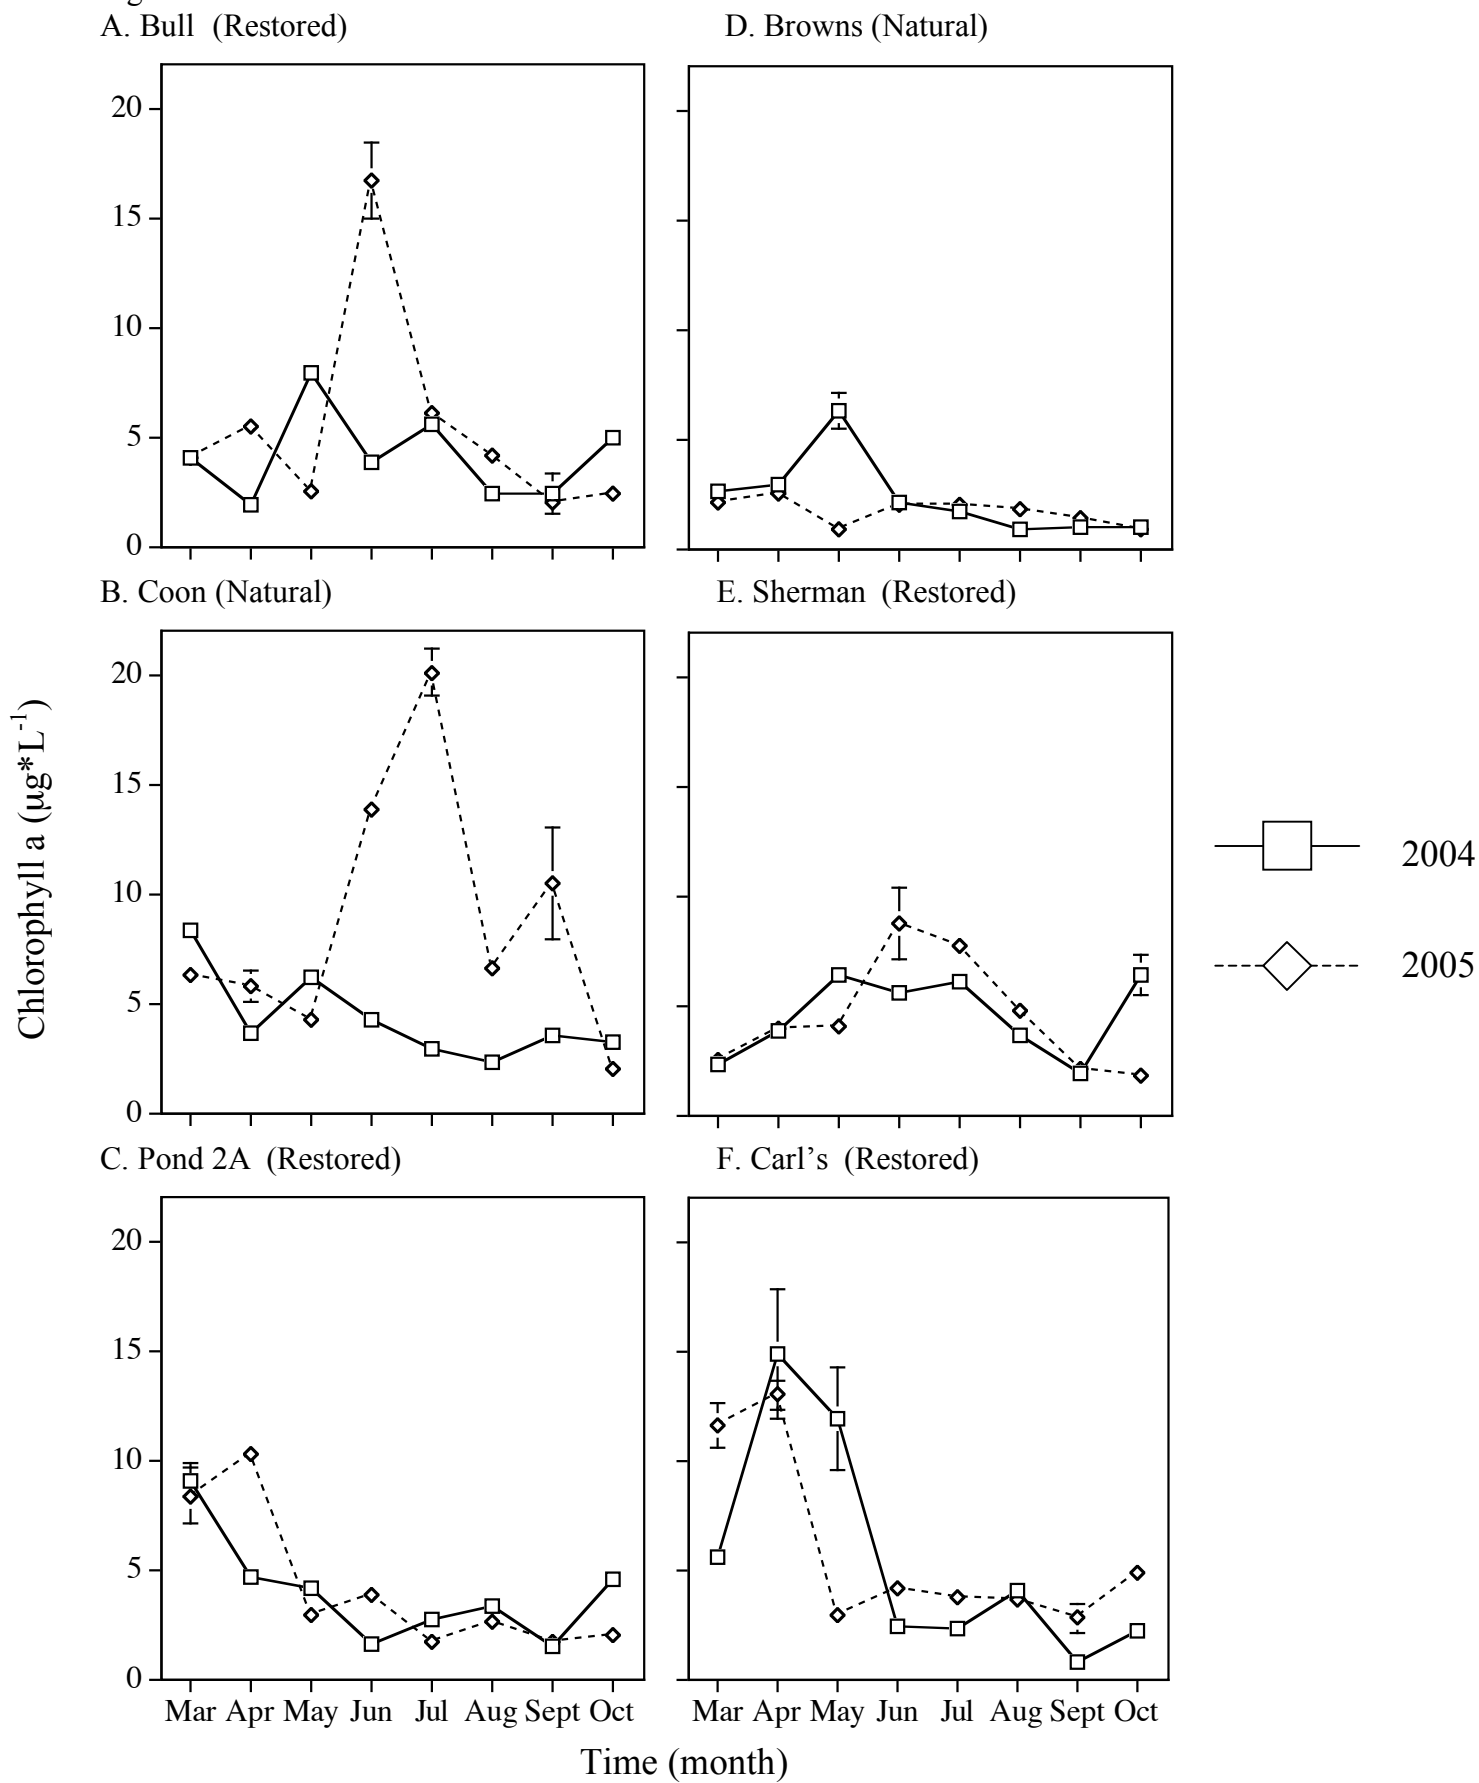 A. Bull (Restored)
D. Browns (Natural)
20
15
10
5
0
B. Coon (Natural)
E. Sherman (Restored)
20
15
10
5
0
Chlorophyll a (µg*L-1)
2004
2005
C. Pond 2A (Restored)
F. Carl's (Restored)
20
15
10
5
0
Mar Apr May Jun Jul Aug Sept Oct
Mar Apr May Jun Jul Aug Sept Oct
Time (month)